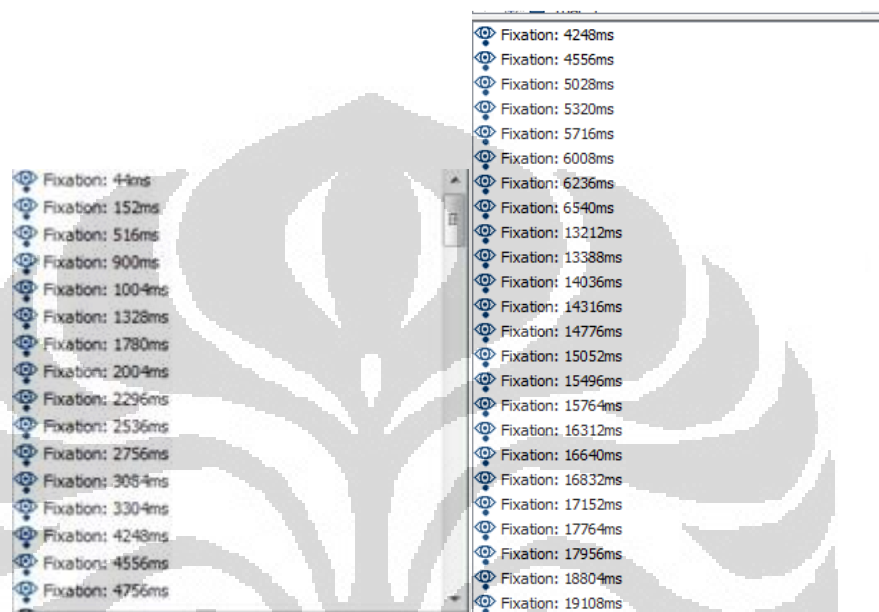 Fixation: 44ms
Fixation: 152ms
Fixation: 516ms
Fixation: 900ms
Fixation: 1004ms
Fixation: 1328ms
Fixation: 1780ms
Fixation: 2004ms
Fixation: 2296ms
Fixation: 2536ms
Fixation: 2756ms
Fixation: 3084ms
Fixation: 3304ms
Fixation: 4248ms
Fixation: 4556ms
Fixation: 4756ms
Fixation: 4248ms
Fixation: 4556ms
Fixation: 5028ms
Fixation: 5320ms
Fixation: 5716ms
Fixation: 6008ms
Fixation: 6236ms
Fixation: 6540ms
Fixation: 13212ms
Fixation: 13388ms
Fixation: 14036ms
Fixation: 14316ms
Fixation: 14776ms
Fixation: 15052ms
Fixation: 15496ms
Fixation: 15764ms
Fixation: 16312ms
Fixation: 16640ms
Fixation: 16832ms
Fixation: 17152ms
Fixation: 17764ms
Fixation: 17956ms
Fixation: 18804ms
Fixation: 19108ms